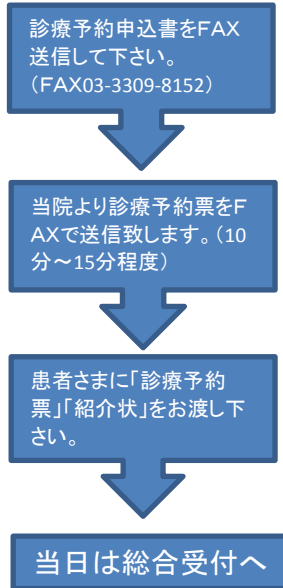 診療予約申込書をFAX
送信して下さい。
（FAX03-3309-8152）
当院より診療予約票をF
AXで送信致します。（10
分～15分程度）
患者さまに「診療予約
票」「紹介状」をお渡し下
さい。
当日は総合受付へ